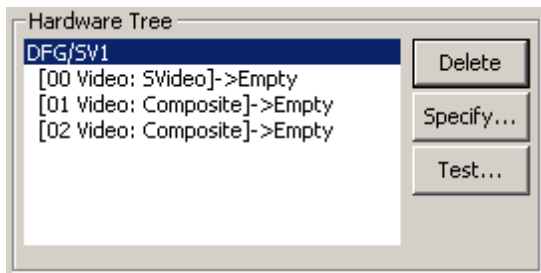 Hardware Tree
DFG/SV1
[00 Video: SVideo]->Empty
[01 Video: Composite]->Empty
[02 Video: Composite]->Empty
Delete
Specify...
Test...